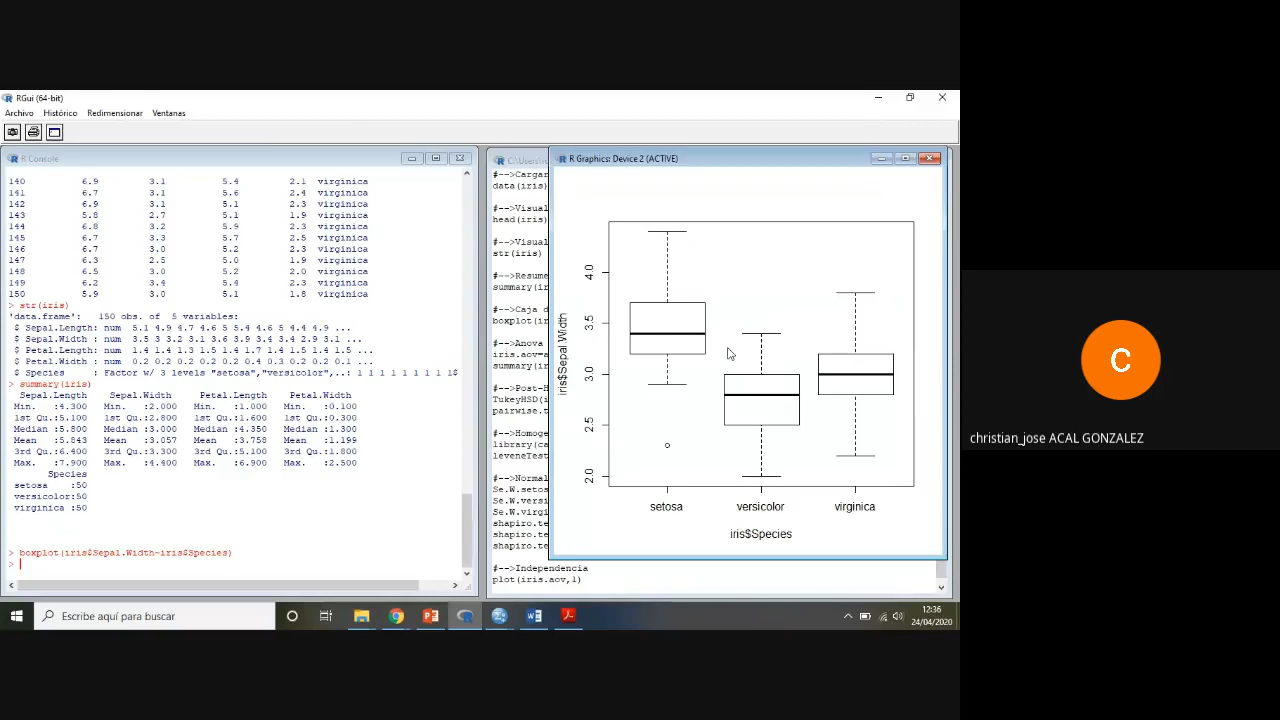 RGui (64-bit)
Archivo Histórico Redimensionar Ventanas
R Console
140 6.9 3.1 5.4 2.1 virginica
141 6.7 3.1 5.6 2.4 virginica
142 6.9 3.1 5.1 2.3 virginica
143 5.8 2.7 5.1 1.9 virginica
144 6.8 3.2 5.9 2.3 virginica
145 6.7 3.3 5.7 2.5 virginica
146 6.7 3.0 5.2 2.3 virginica
147 6.3 2.5 5.0 1.9 virginica
148 6.5 3.0 5.2 2.0 virginica
149 6.2 3.4 5.4 2.3 virginica
150 5.9 3.0 5.1 1.8 virginica
> str(iris)
'data.frame': 150 obs. of 5 variables:
$ Sepal.Length: num 5.1 4.9 4.7 4.6 5 5.4 4.6 5 4.4 4.9 ...
$ Sepal.Width : num 3.5 3 3.2 3.1 3.6 3.9 3.4 3.4 2.9 3.1 ...
$ Petal.Length: num 1.4 1.4 1.3 1.5 1.4 1.7 1.4 1.5 1.4 1.5 ...
$ Petal.Width : num 0.2 0.2 0.2 0.2 0.2 0.4 0.3 0.2 0.2 0.1 ...
$ Species : Factor w/ 3 levels "setosa","versicolor",..: 1 1 1 1 1 1 1 1 1 1$
> summary(iris)
Sepal.Length Sepal.Width Petal.Length Petal.Width
Min. :4.300 Min. :2.000 Min. :1.000 Min. :0.100
1st Qu.:5.100 1st Qu.:2.800 1st Qu.:1.600 1st Qu.:0.300
Median :5.800 Median :3.000 Median :4.350 Median :1.300
Mean :5.843 Mean :3.057 Mean :3.758 Mean :1.199
3rd Qu.:6.400 3rd Qu.:3.300 3rd Qu.:5.100 3rd Qu.:1.800
Max. :7.900 Max. :4.400 Max. :6.900 Max. :2.500
Species
setosa :50
versicolor:50
virginica :50
> boxplot(iris$Sepal.Width~iris$Species)
>
C:\Users\r
#-->Cargar
data(iris)
#-->Visual
head(iris)
#-->Visual
str(iris)
#-->Resume
summary(ir
#-->Caja d
boxplot(ir
#-->Anova
iris.aov=a
summary(ir
#-->Post-H
TukeyHSD(i
pairwise.t
#-->Homoge
library(ca
leveneTest
#-->Normal
Se.W.setos
Se.W.versi
Se.W.virgi
shapiro.te
shapiro.te
shapiro.te
#-->Independencia
plot(iris.aov,1)
R Graphics: Device 2 (ACTIVE)
iris$Sepal.Width
4.0
3.5
3.0
2.5
2.0
setosa versicolor virginica
iris$Species
Escribe aquí para buscar
12:36
24/04/2020
C
christian_jose ACAL GONZALEZ